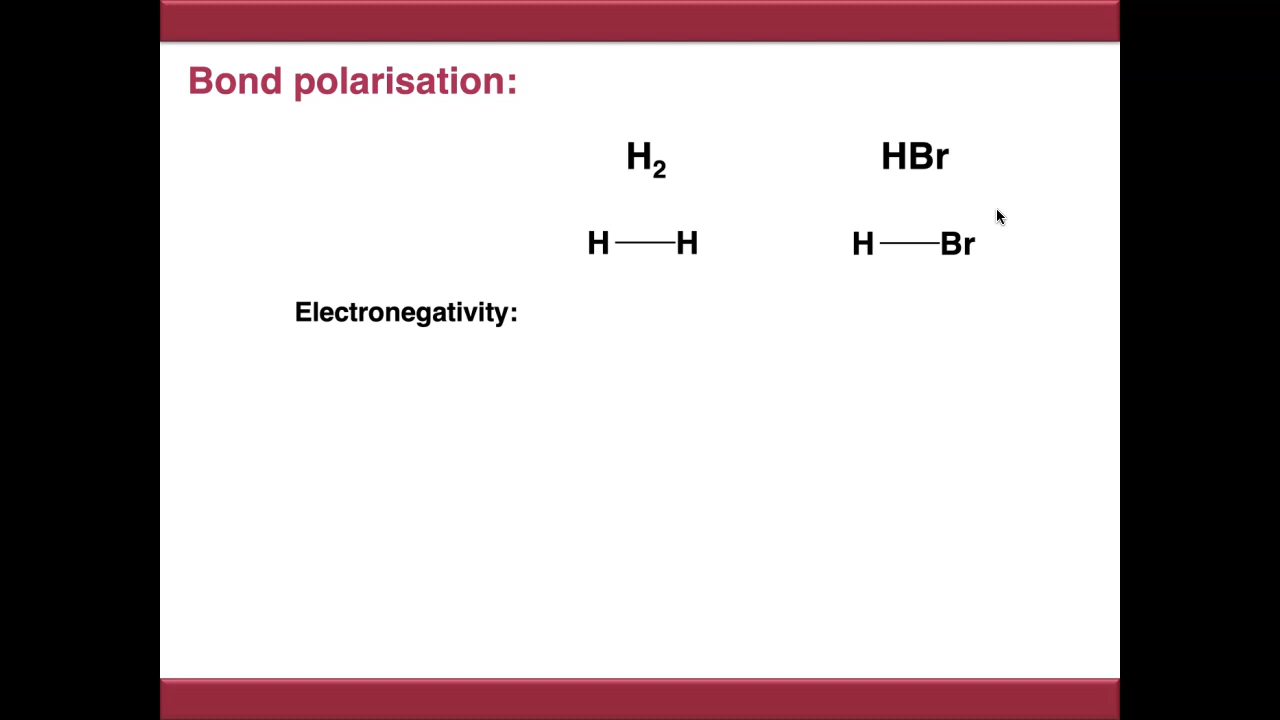 Bond polarisation:
H₂ HBr
H—H H—Br
Electronegativity: